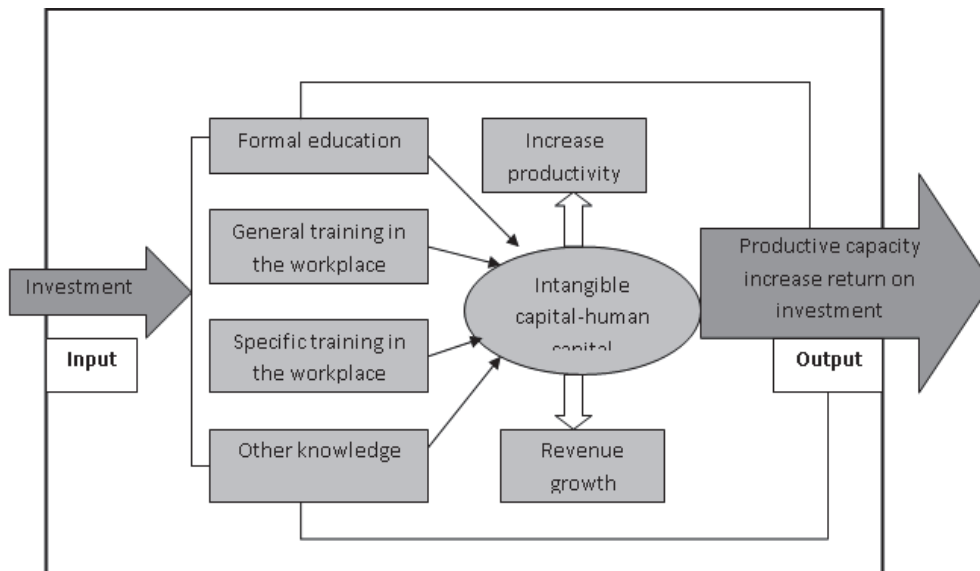 Formal education
Increase
productivity
General training in
the workplace
Investment
Input
Intangible
capital-human
capital
Productive capacity
increase return on
investment
Output
Specific training in
the workplace
Other knowledge
Revenue
growth